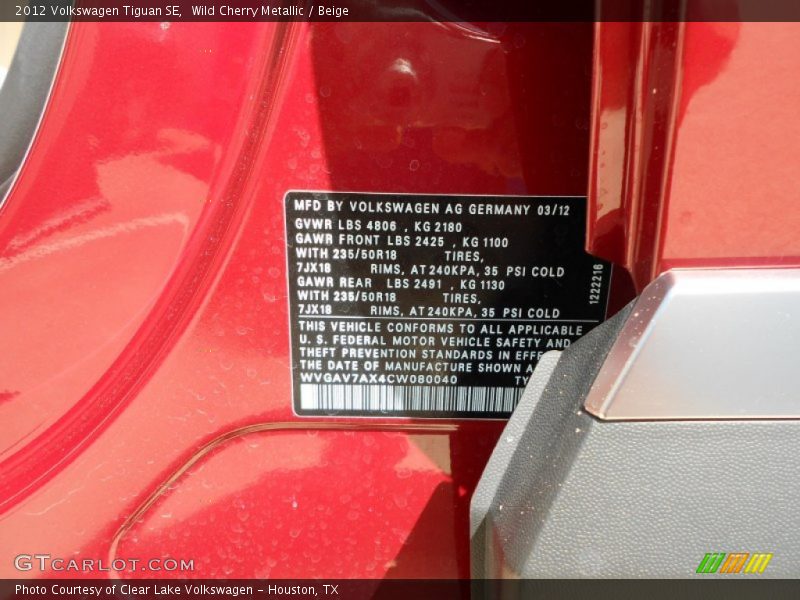 2012 Volkswagen Tiguan SE,  Wild Cherry Metallic / Beige
MFD BY VOLKSWAGEN AG GERMANY 03/12
GVWR LBS 4806 , KG 2180
GAWR FRONT LBS 2425 , KG 1100
WITH 235/50R18 TIRES,
7JX18 RIMS, AT 240KPA, 35 PSI COLD
GAWR REAR LBS 2491 , KG 1130
WITH 235/50R18 TIRES,
7JX18 RIMS, AT 240KPA, 35 PSI COLD
1222216
THIS VEHICLE CONFORMS TO ALL APPLICABLE
U. S. FEDERAL MOTOR VEHICLE SAFETY AND
THEFT PREVENTION STANDARDS IN EFFE
THE DATE OF MANUFACTURE SHOWN A
WVGAV7AX4CW080040 TY
GTCARLOT.COM
Photo Courtesy of Clear Lake Volkswagen - Houston, TX